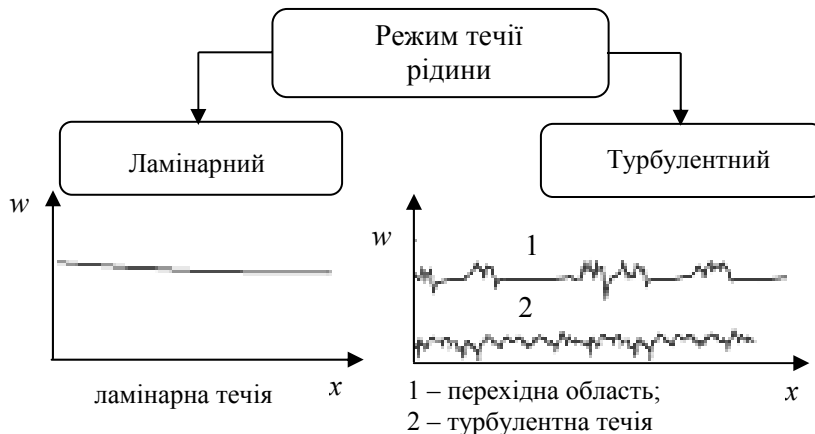 Режим течії
рідини
Ламінарний
Турбулентний
w
w
1
2
ламінарна течія
x
1 – перехідна область;
x
2 – турбулентна течія